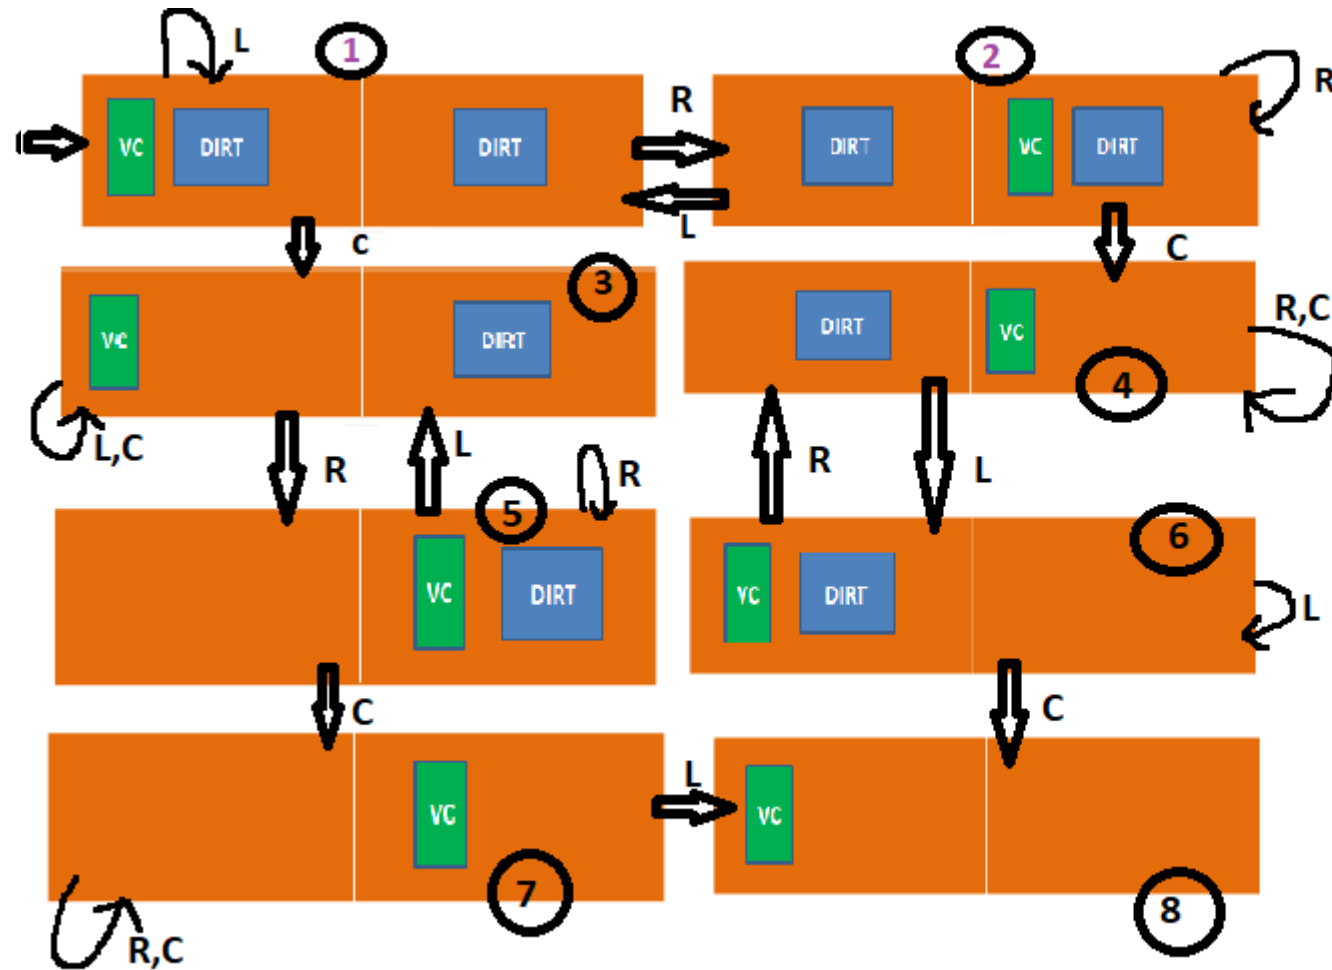 L 1 2
R
R
VC DIRT DIRT DIRT VC DIRT
L
c C
3
VC DIRT DIRT VC R,C
4
L,C R L R R L
5 6
VC DIRT VC DIRT
L
C C
L
VC VC
7 8
R,C